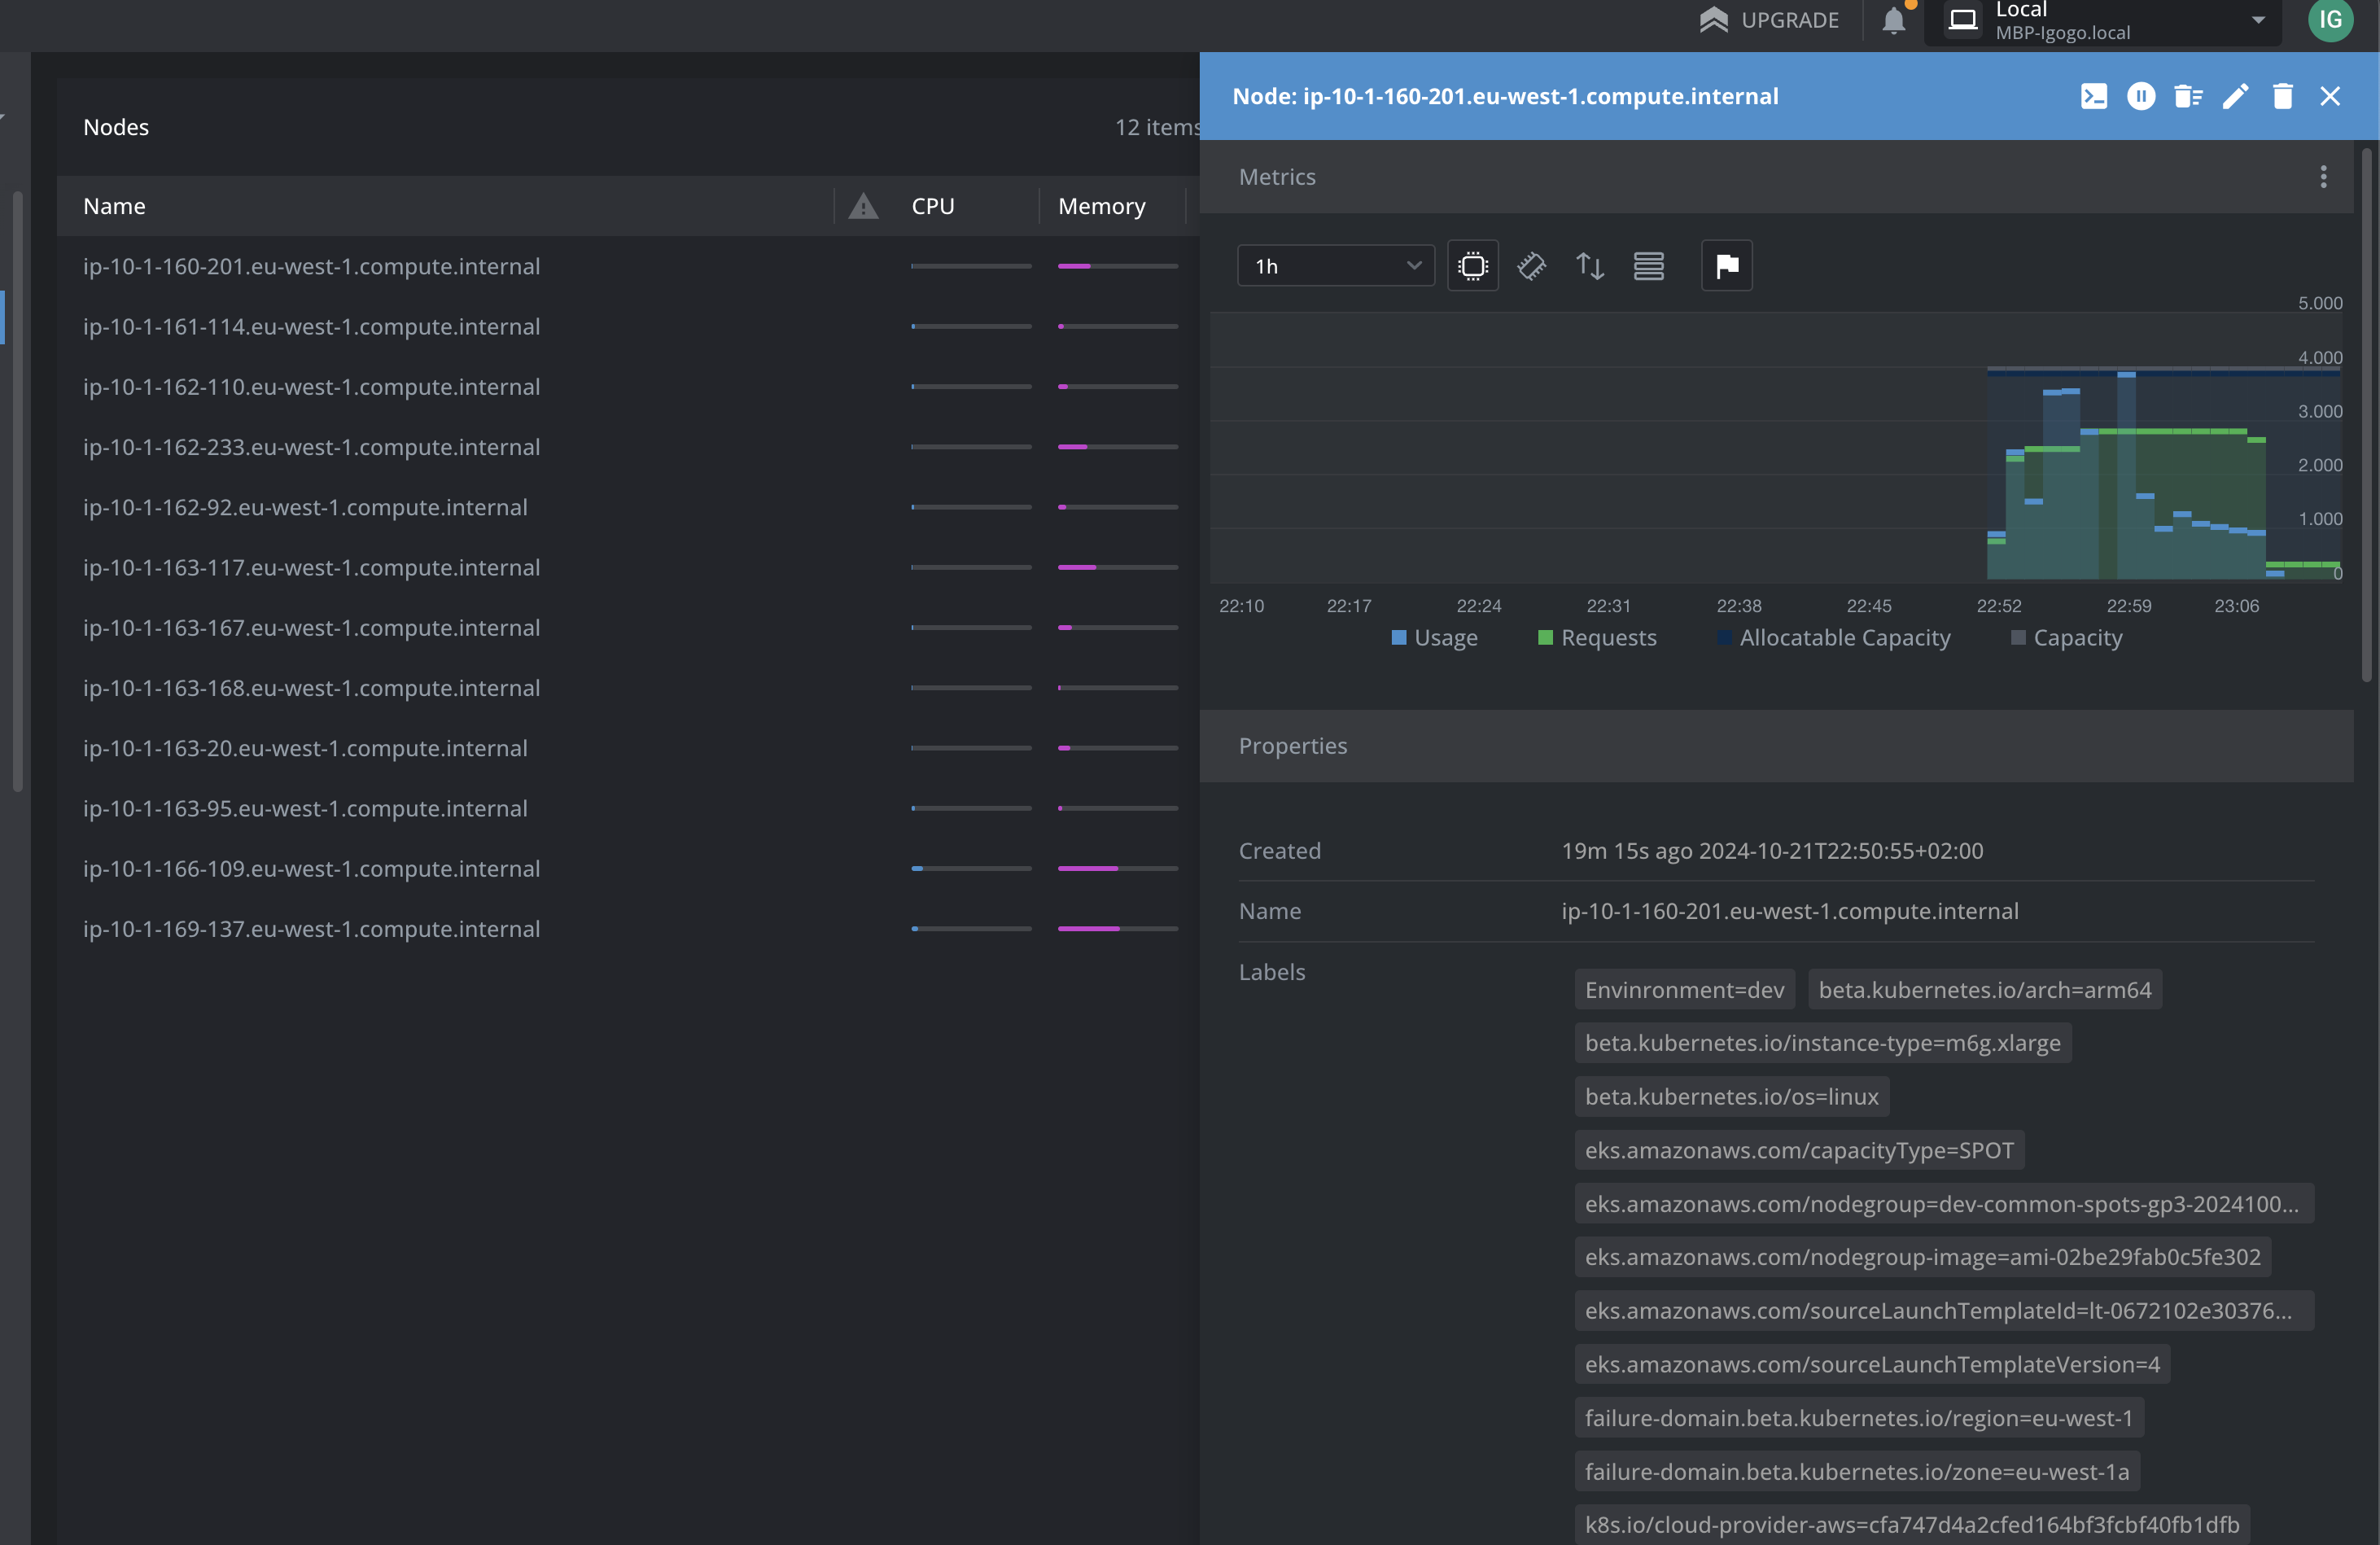 UPGRADE
Local
MBP-Igogo.local
IG
Nodes
12 items
Name CPU Memory
ip-10-1-160-201.eu-west-1.compute.internal
ip-10-1-161-114.eu-west-1.compute.internal
ip-10-1-162-110.eu-west-1.compute.internal
ip-10-1-162-233.eu-west-1.compute.internal
ip-10-1-162-92.eu-west-1.compute.internal
ip-10-1-163-117.eu-west-1.compute.internal
ip-10-1-163-167.eu-west-1.compute.internal
ip-10-1-163-168.eu-west-1.compute.internal
ip-10-1-163-20.eu-west-1.compute.internal
ip-10-1-163-95.eu-west-1.compute.internal
ip-10-1-166-109.eu-west-1.compute.internal
ip-10-1-169-137.eu-west-1.compute.internal
Node: ip-10-1-160-201.eu-west-1.compute.internal
Metrics
1h
5.000
4.000
3.000
2.000
1.000
0
22:10 22:17 22:24 22:31 22:38 22:45 22:52 22:59 23:06
Usage Requests Allocatable Capacity Capacity
Properties
Created 19m 15s ago 2024-10-21T22:50:55+02:00
Name ip-10-1-160-201.eu-west-1.compute.internal
Labels
Envinronment=dev beta.kubernetes.io/arch=arm64
beta.kubernetes.io/instance-type=m6g.xlarge
beta.kubernetes.io/os=linux
eks.amazonaws.com/capacityType=SPOT
eks.amazonaws.com/nodegroup=dev-common-spots-gp3-2024100...
eks.amazonaws.com/nodegroup-image=ami-02be29fab0c5fe302
eks.amazonaws.com/sourceLaunchTemplateId=lt-0672102e30376...
eks.amazonaws.com/sourceLaunchTemplateVersion=4
failure-domain.beta.kubernetes.io/region=eu-west-1
failure-domain.beta.kubernetes.io/zone=eu-west-1a
k8s.io/cloud-provider-aws=cfa747d4a2cfed164bf3fcbf40fb1dfb